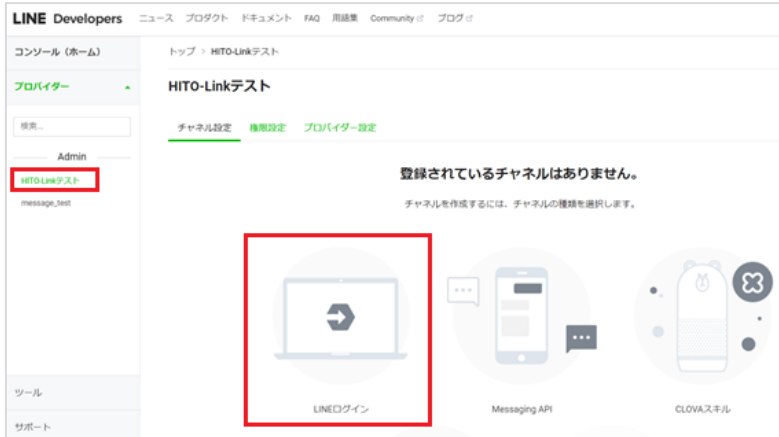 LINE Developers ニュース プロダクト ドキュメント FAQ 用語集 Community ブログ
コンソール（ホーム）
トップ > HITO-Linkテスト
プロバイダー
HITO-Linkテスト
検索...
チャネル設定 権限設定 プロバイダー設定
Admin
HITO-Linkテスト
message_test
登録されているチャネルはありません。
チャネルを作成するには、チャネルの種類を選択します。
LINEログイン
Messaging API
CLOVAスキル
ツール
サポート